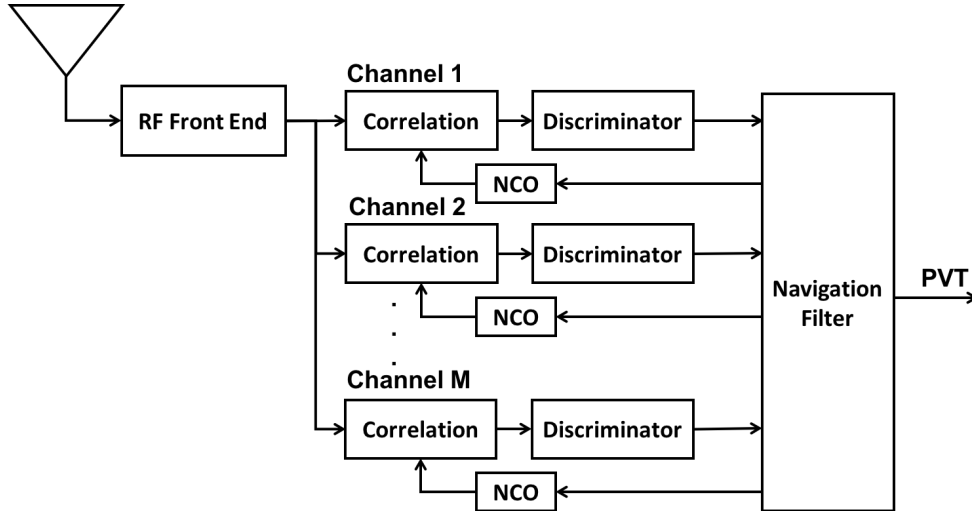 Channel 1
RF Front End
Correlation
Discriminator
NCO
Channel 2
Correlation
Discriminator
NCO
Navigation
Filter
PVT
Channel M
Correlation
Discriminator
NCO